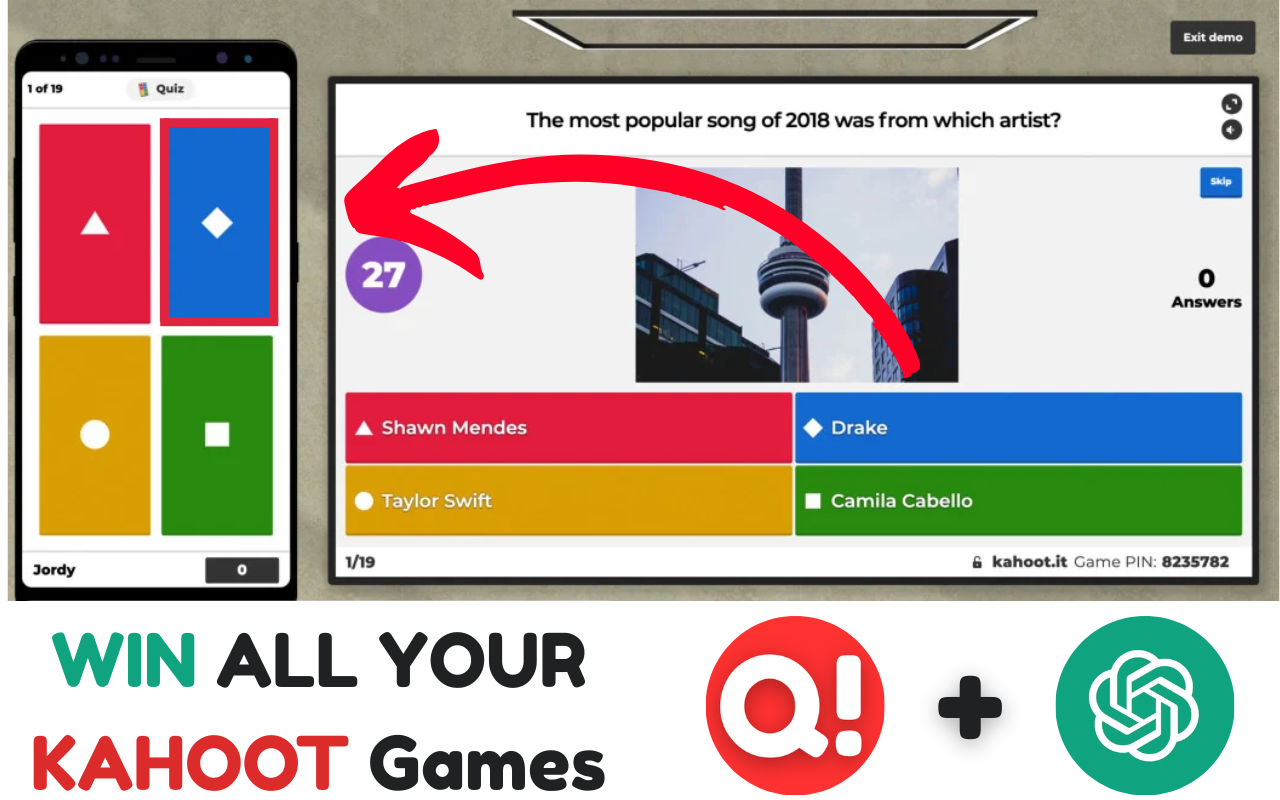 Exit demo
1 of 19
Quiz
The most popular song of 2018 was from which artist?
Skip
27
0
Answers
Shawn Mendes
Drake
Taylor Swift
Camila Cabello
Jordy
0
1/19
kahoot.it Game PIN: 8235782
WIN ALL YOUR
KAHOOT Games
Q!
+